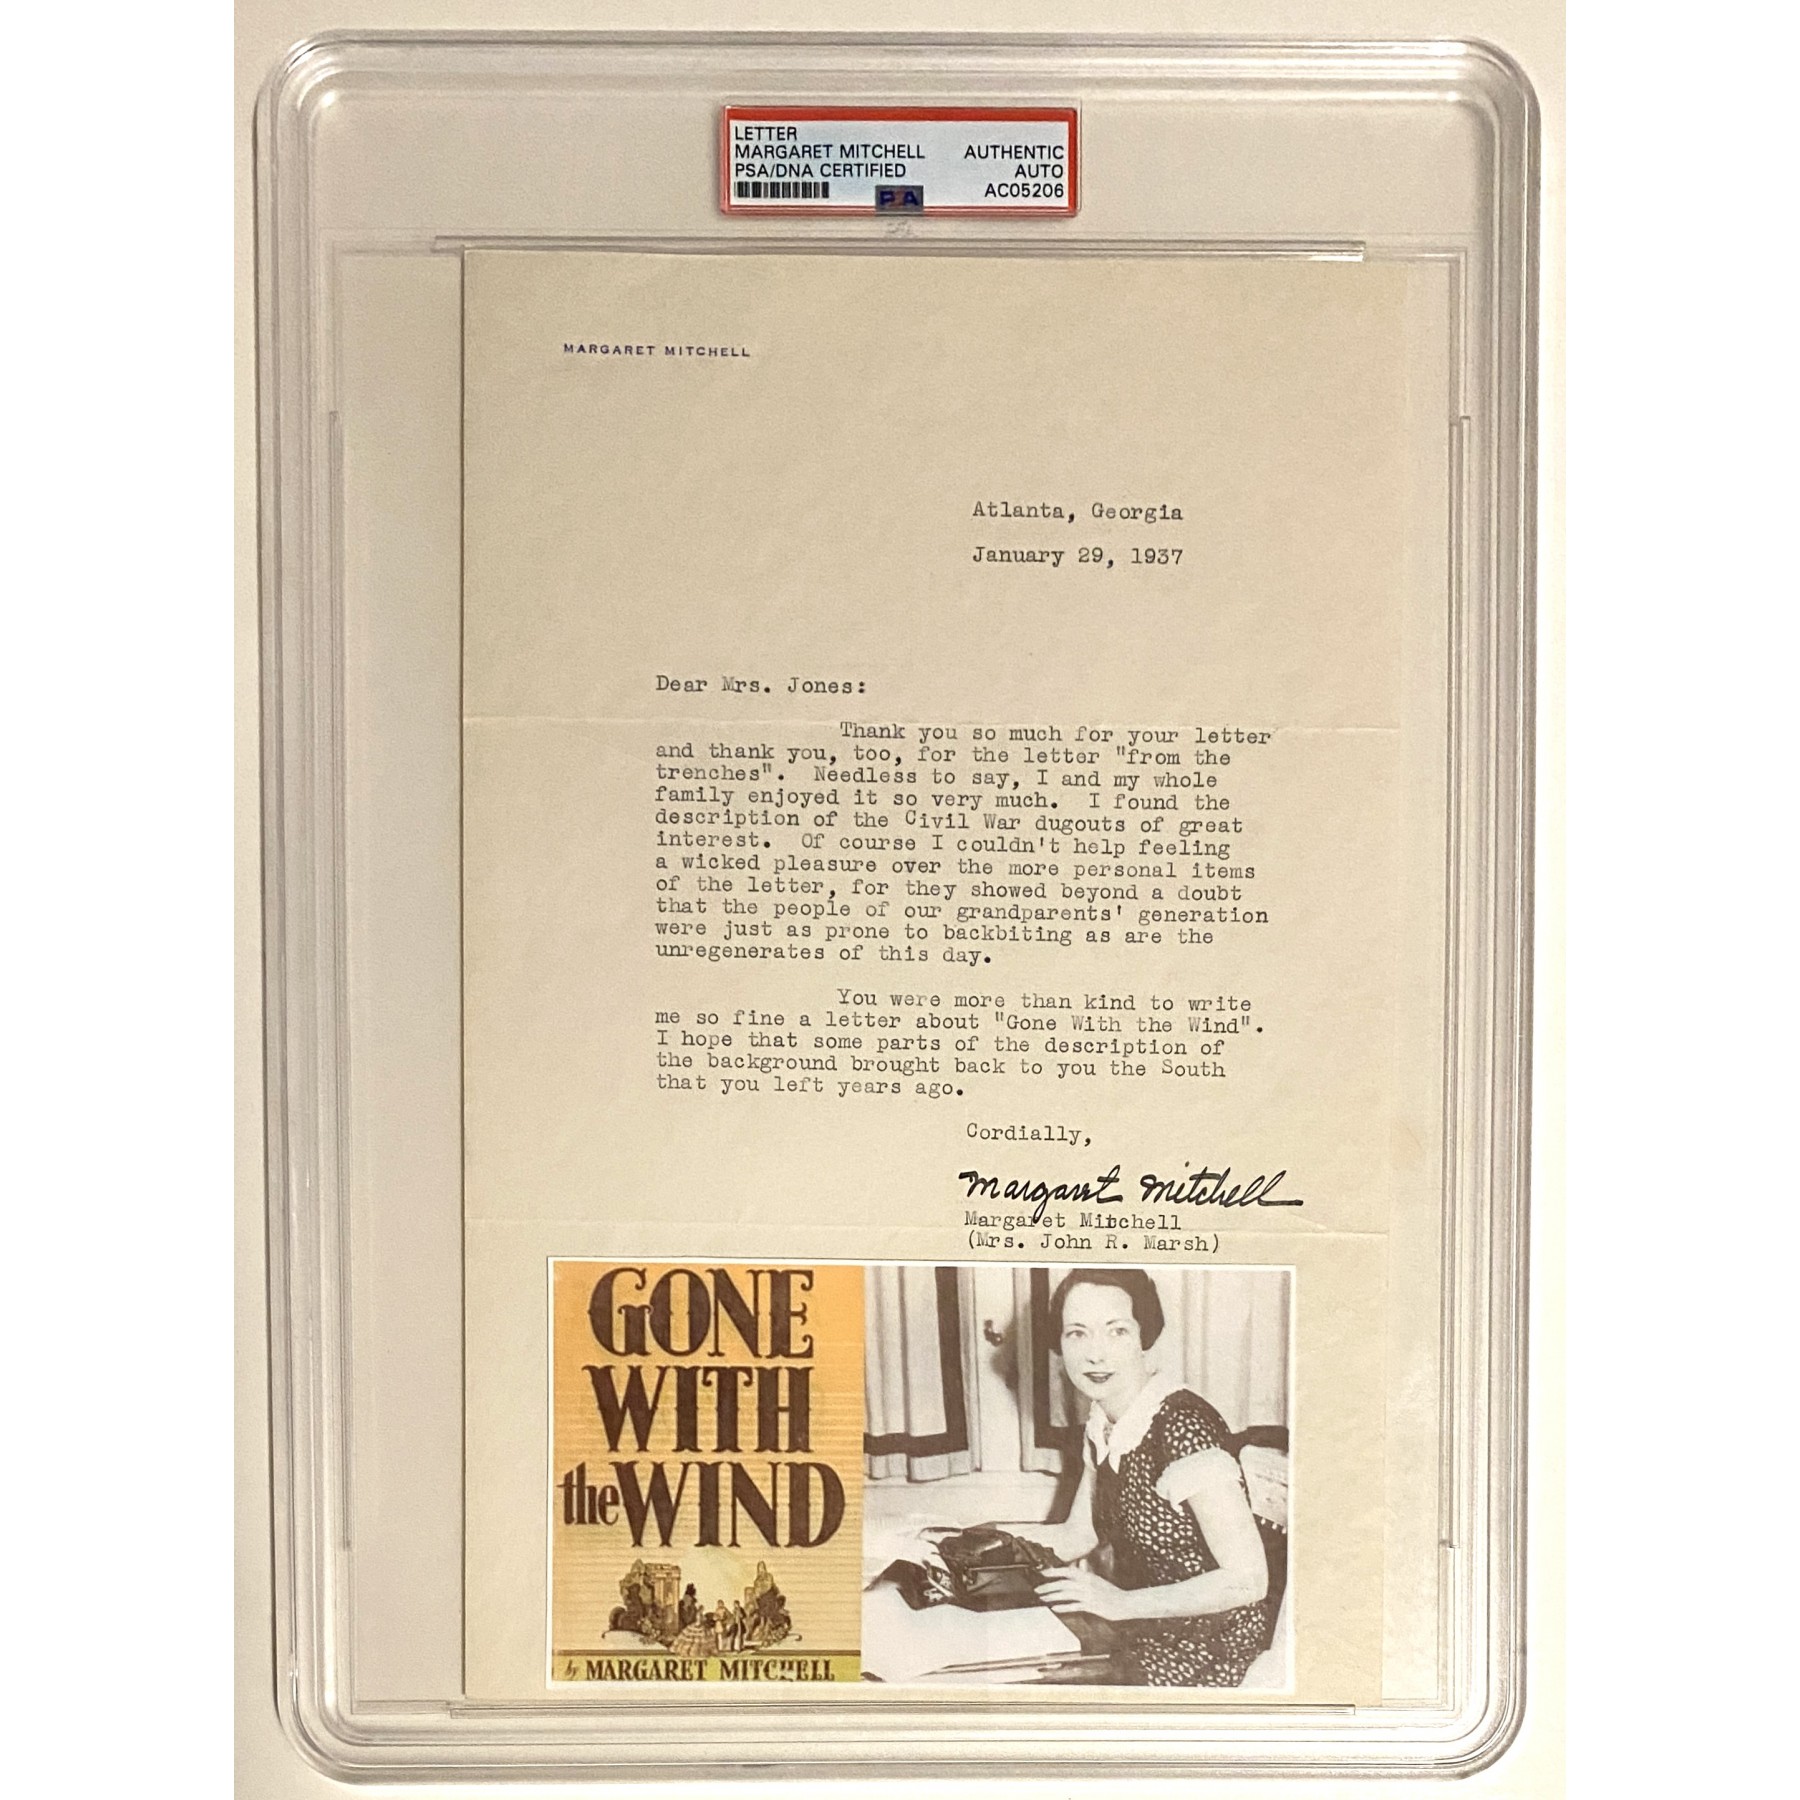 LETTER
MARGARET MITCHELL AUTHENTIC
PSA/DNA CERTIFIED AUTO
AC05206
MARGARET MITCHELL
Atlanta, Georgia
January 29, 1937
Dear Mrs. Jones:
Thank you so much for your letter
and thank you, too, for the letter "from the
trenches". Needless to say, I and my whole
family enjoyed it so very much. I found the
description of the Civil War dugouts of great
interest. Of course I couldn't help feeling
a wicked pleasure over the more personal items
of the letter, for they showed beyond a doubt
that the people of our grandparents' generation
were just as prone to backbiting as are the
unregenerates of this day.
You were more than kind to write
me so fine a letter about "Gone With the Wind".
I hope that some parts of the description of
the background brought back to you the South
that you left years ago.
Cordially,
Margaret Mitchell
Margaret Mitchell
(Mrs. John R. Marsh)
GONE
WITH
the WIND
by MARGARET MITCHELL